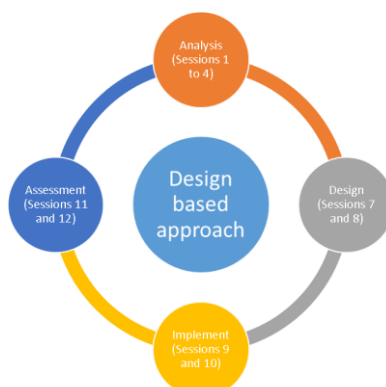 Analysis
(Sessions 1
to 4)
Design
based
approach
Assessment
(Sessions 11
and 12)
Design
(Sessions 7
and 8)
Implement
(Sessions 9
and 10)